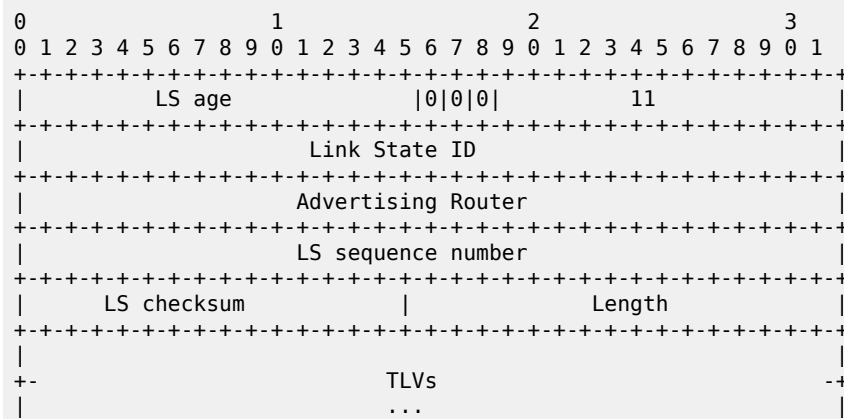 0                   1                   2                   3
0 1 2 3 4 5 6 7 8 9 0 1 2 3 4 5 6 7 8 9 0 1 2 3 4 5 6 7 8 9 0 1
+-+-+-+-+-+-+-+-+-+-+-+-+-+-+-+-+-+-+-+-+-+-+-+-+-+-+-+-+-+-+-+-+
|          LS age               |0|0|0|          11             |
+-+-+-+-+-+-+-+-+-+-+-+-+-+-+-+-+-+-+-+-+-+-+-+-+-+-+-+-+-+-+-+-+
|                      Link State ID                            |
+-+-+-+-+-+-+-+-+-+-+-+-+-+-+-+-+-+-+-+-+-+-+-+-+-+-+-+-+-+-+-+-+
|                     Advertising Router                        |
+-+-+-+-+-+-+-+-+-+-+-+-+-+-+-+-+-+-+-+-+-+-+-+-+-+-+-+-+-+-+-+-+
|                     LS sequence number                        |
+-+-+-+-+-+-+-+-+-+-+-+-+-+-+-+-+-+-+-+-+-+-+-+-+-+-+-+-+-+-+-+-+
|      LS checksum            |             Length              |
+-+-+-+-+-+-+-+-+-+-+-+-+-+-+-+-+-+-+-+-+-+-+-+-+-+-+-+-+-+-+-+-+
|                                                               |
+-                           TLVs                              -+
|                            ...                                |